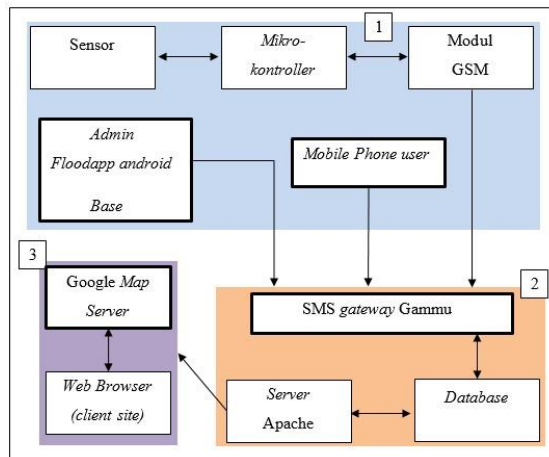 1
Sensor
Mikro-
kontroller
Modul
GSM
Admin
Floodapp android
Base
Mobile Phone user
3
Google Map
Server
Web Browser
(client site)
2
SMS gateway Gammu
Server
Apache
Database